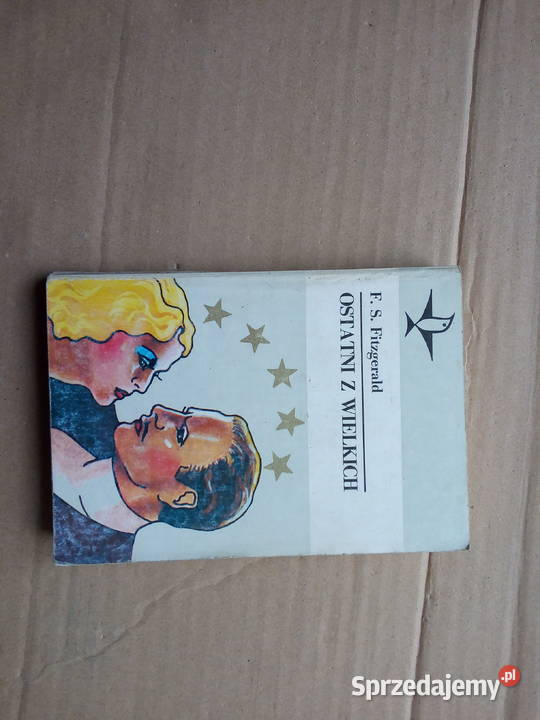 F. S. Fitzgerald
OSTATNI Z WIELKICH
Sprzedajemy.pl